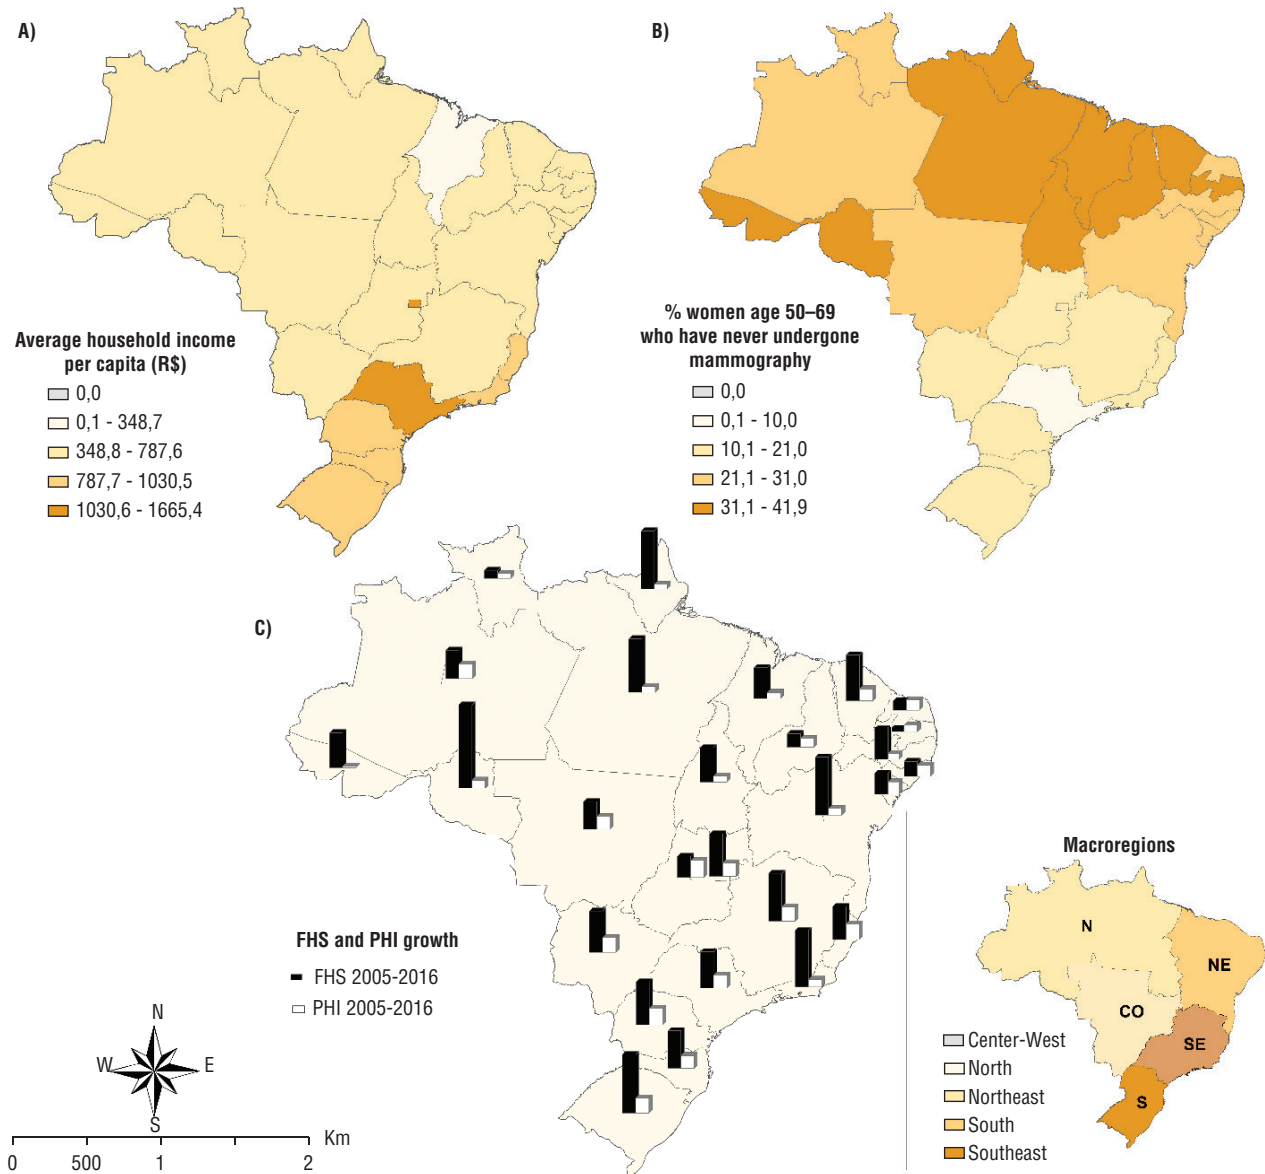 A)
Average household income
per capita (R$)
0,0
0,1 - 348,7
348,8 - 787,6
787,7 - 1030,5
1030,6 - 1665,4
B)
% women age 50–69
who have never undergone
mammography
0,0
0,1 - 10,0
10,1 - 21,0
21,1 - 31,0
31,1 - 41,9
C)
FHS and PHI growth
FHS 2005-2016
PHI 2005-2016
N
W E
S
Km
0 500 1 2
Macroregions
N
NE
CO
SE
S
Center-West
North
Northeast
South
Southeast